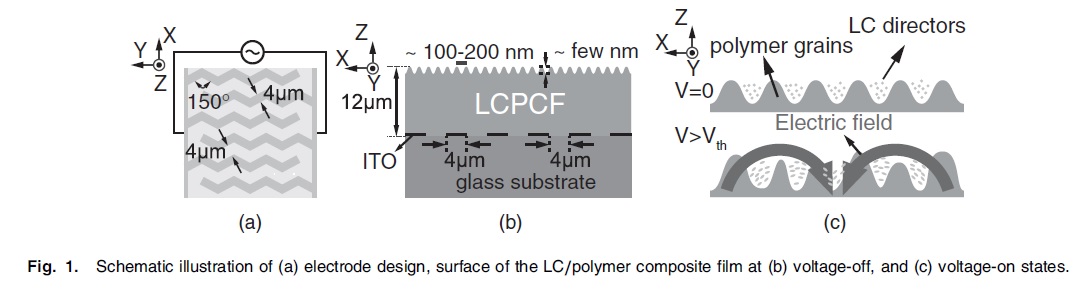 Y X
Z
150°
4μm
4μm
(a)
Z
X
Y
~ 100-200 nm
~ few nm
12μm
LCPCF
ITO
4μm
4μm
glass substrate
(b)
Z
X
Y
LC directors
polymer grains
V=0
Electric field
V>Vth
(c)
Fig. 1. Schematic illustration of (a) electrode design, surface of the LC/polymer composite film at (b) voltage-off, and (c) voltage-on states.